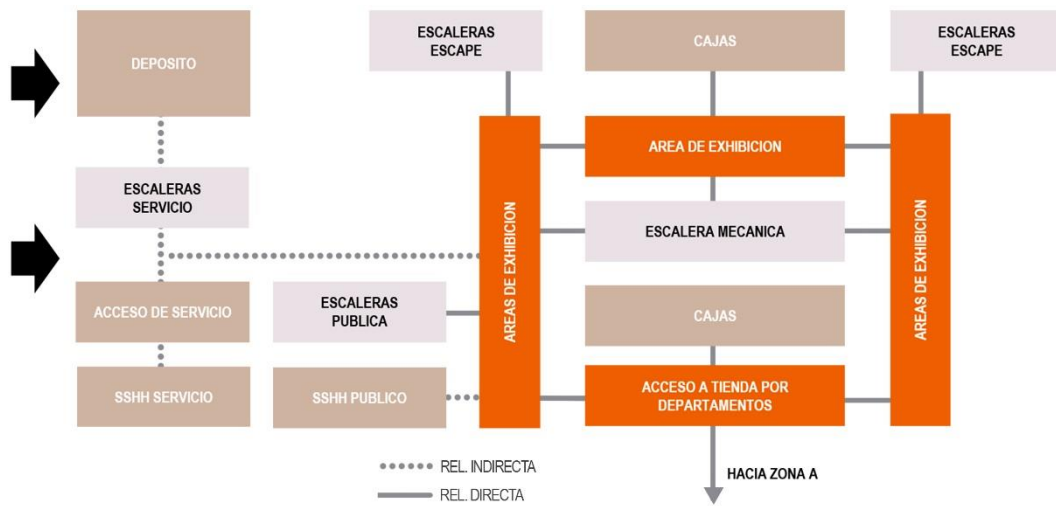 DEPOSITO
ESCALERAS
ESCAPE
CAJAS
ESCALERAS
ESCAPE
AREA DE EXHIBICION
ESCALERAS
SERVICIO
AREAS DE EXHIBICION
ESCALERA MECANICA
AREAS DE EXHIBICION
ACCESO DE SERVICIO
ESCALERAS
PUBLICA
CAJAS
SSHH SERVICIO
SSHH PUBLICO
ACCESO A TIENDA POR
DEPARTAMENTOS
REL. INDIRECTA
REL. DIRECTA
HACIA ZONA A